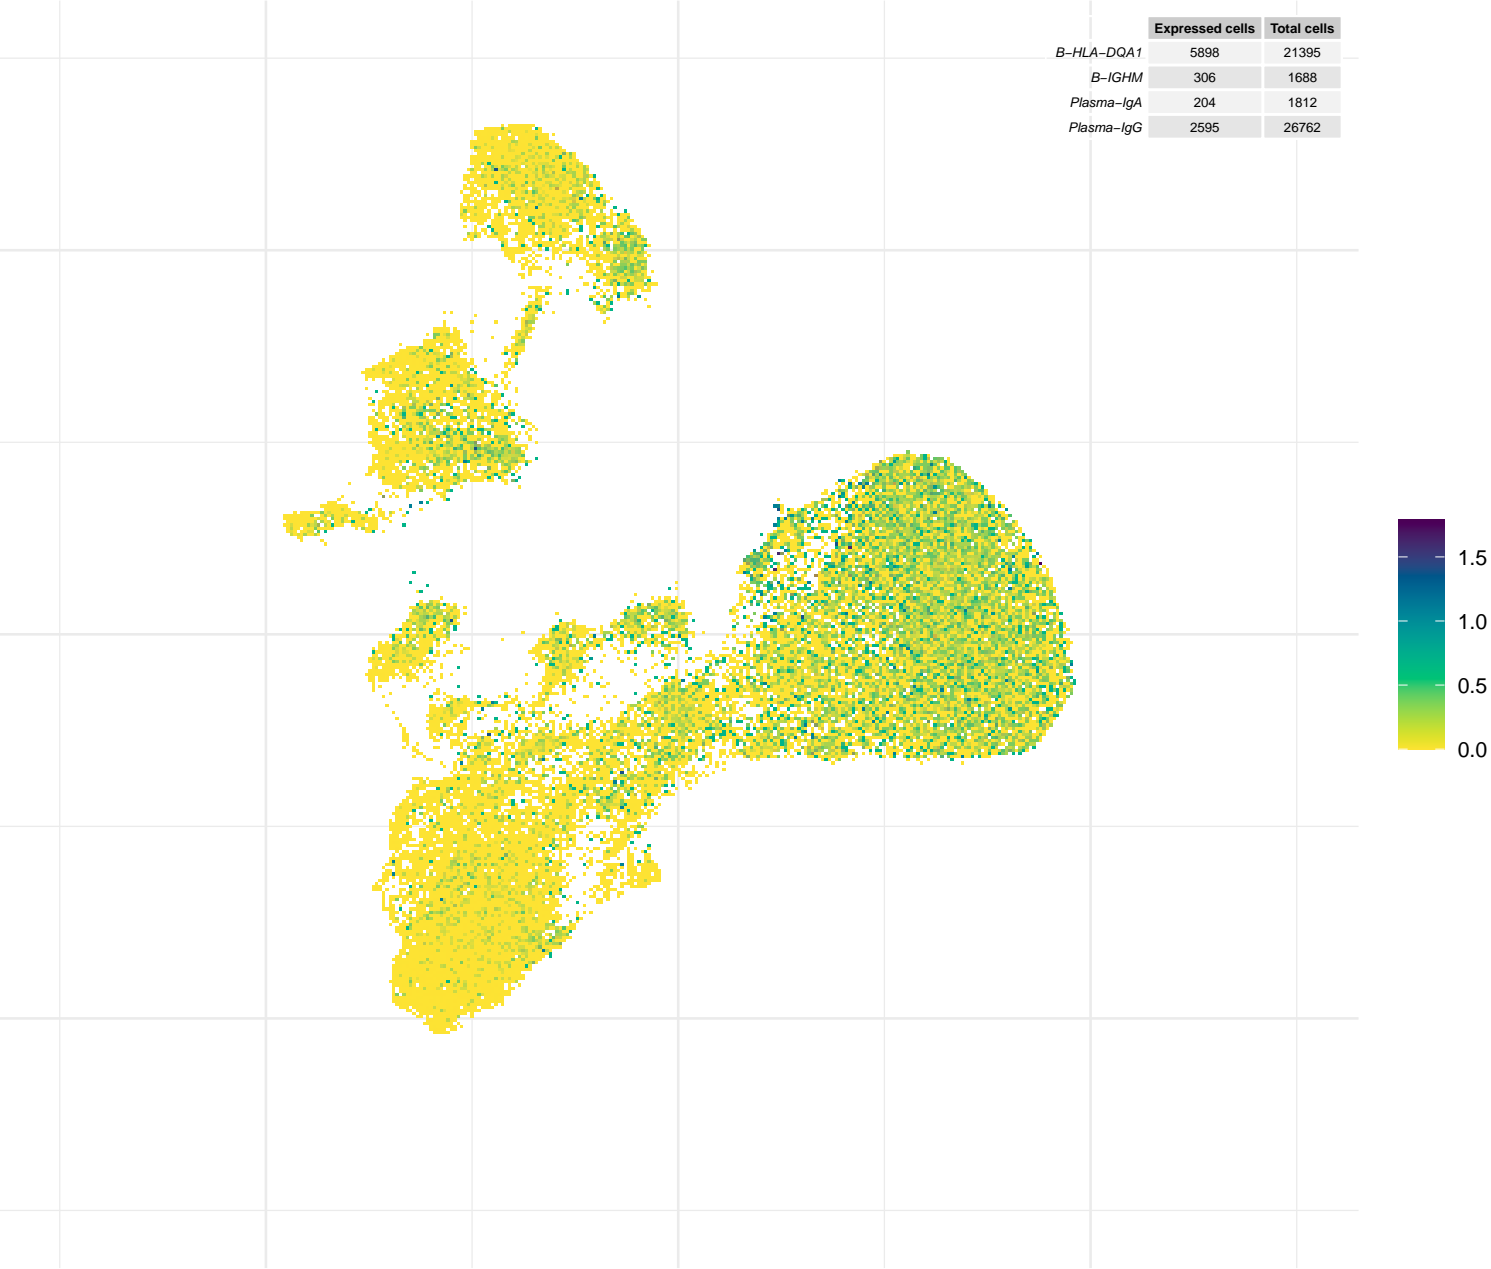 Expressed cells Total cells
B−HLA−DQA1 5898 21395
B−IGHM 306 1688
Plasma−IgA 204 1812
Plasma−IgG 2595 26762
1.5
1.0
0.5
0.0